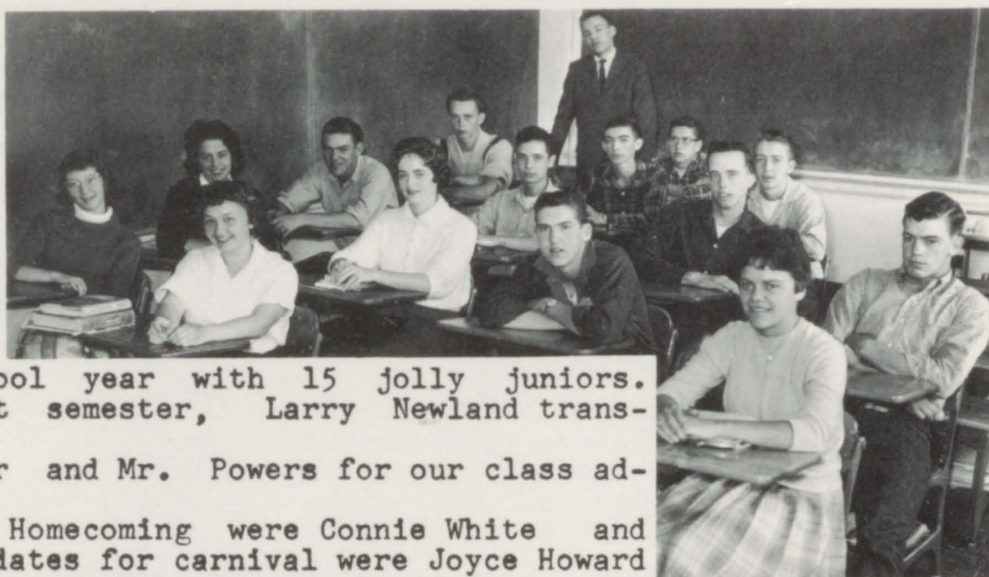 ool year with 15 jolly juniors.
t semester, Larry Newland trans-
r and Mr. Powers for our class ad-
Homecoming were Connie White and
dates for carnival were Joyce Howard